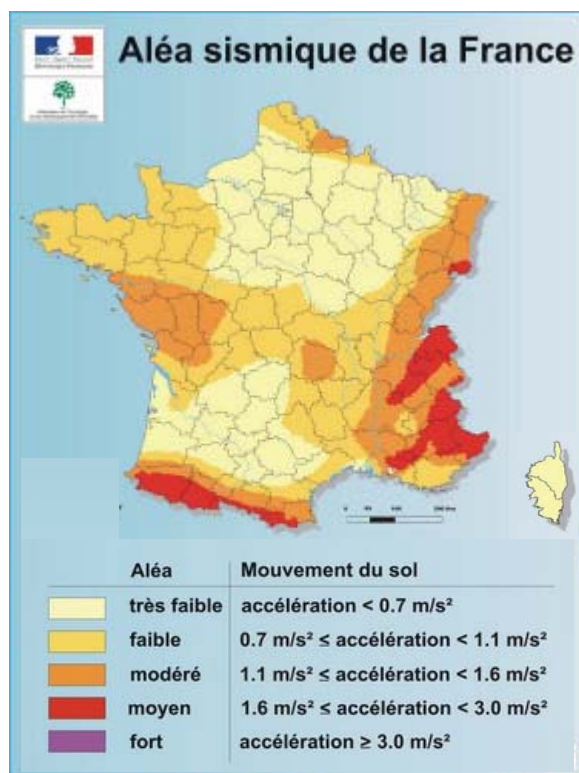 Aléa sismique de la France
Aléa Mouvement du sol
très faible accélération < 0.7 m/s²
faible 0.7 m/s² ≤ accélération < 1.1 m/s²
modéré 1.1 m/s² ≤ accélération < 1.6 m/s²
moyen 1.6 m/s² ≤ accélération < 3.0 m/s²
fort accélération ≥ 3.0 m/s²